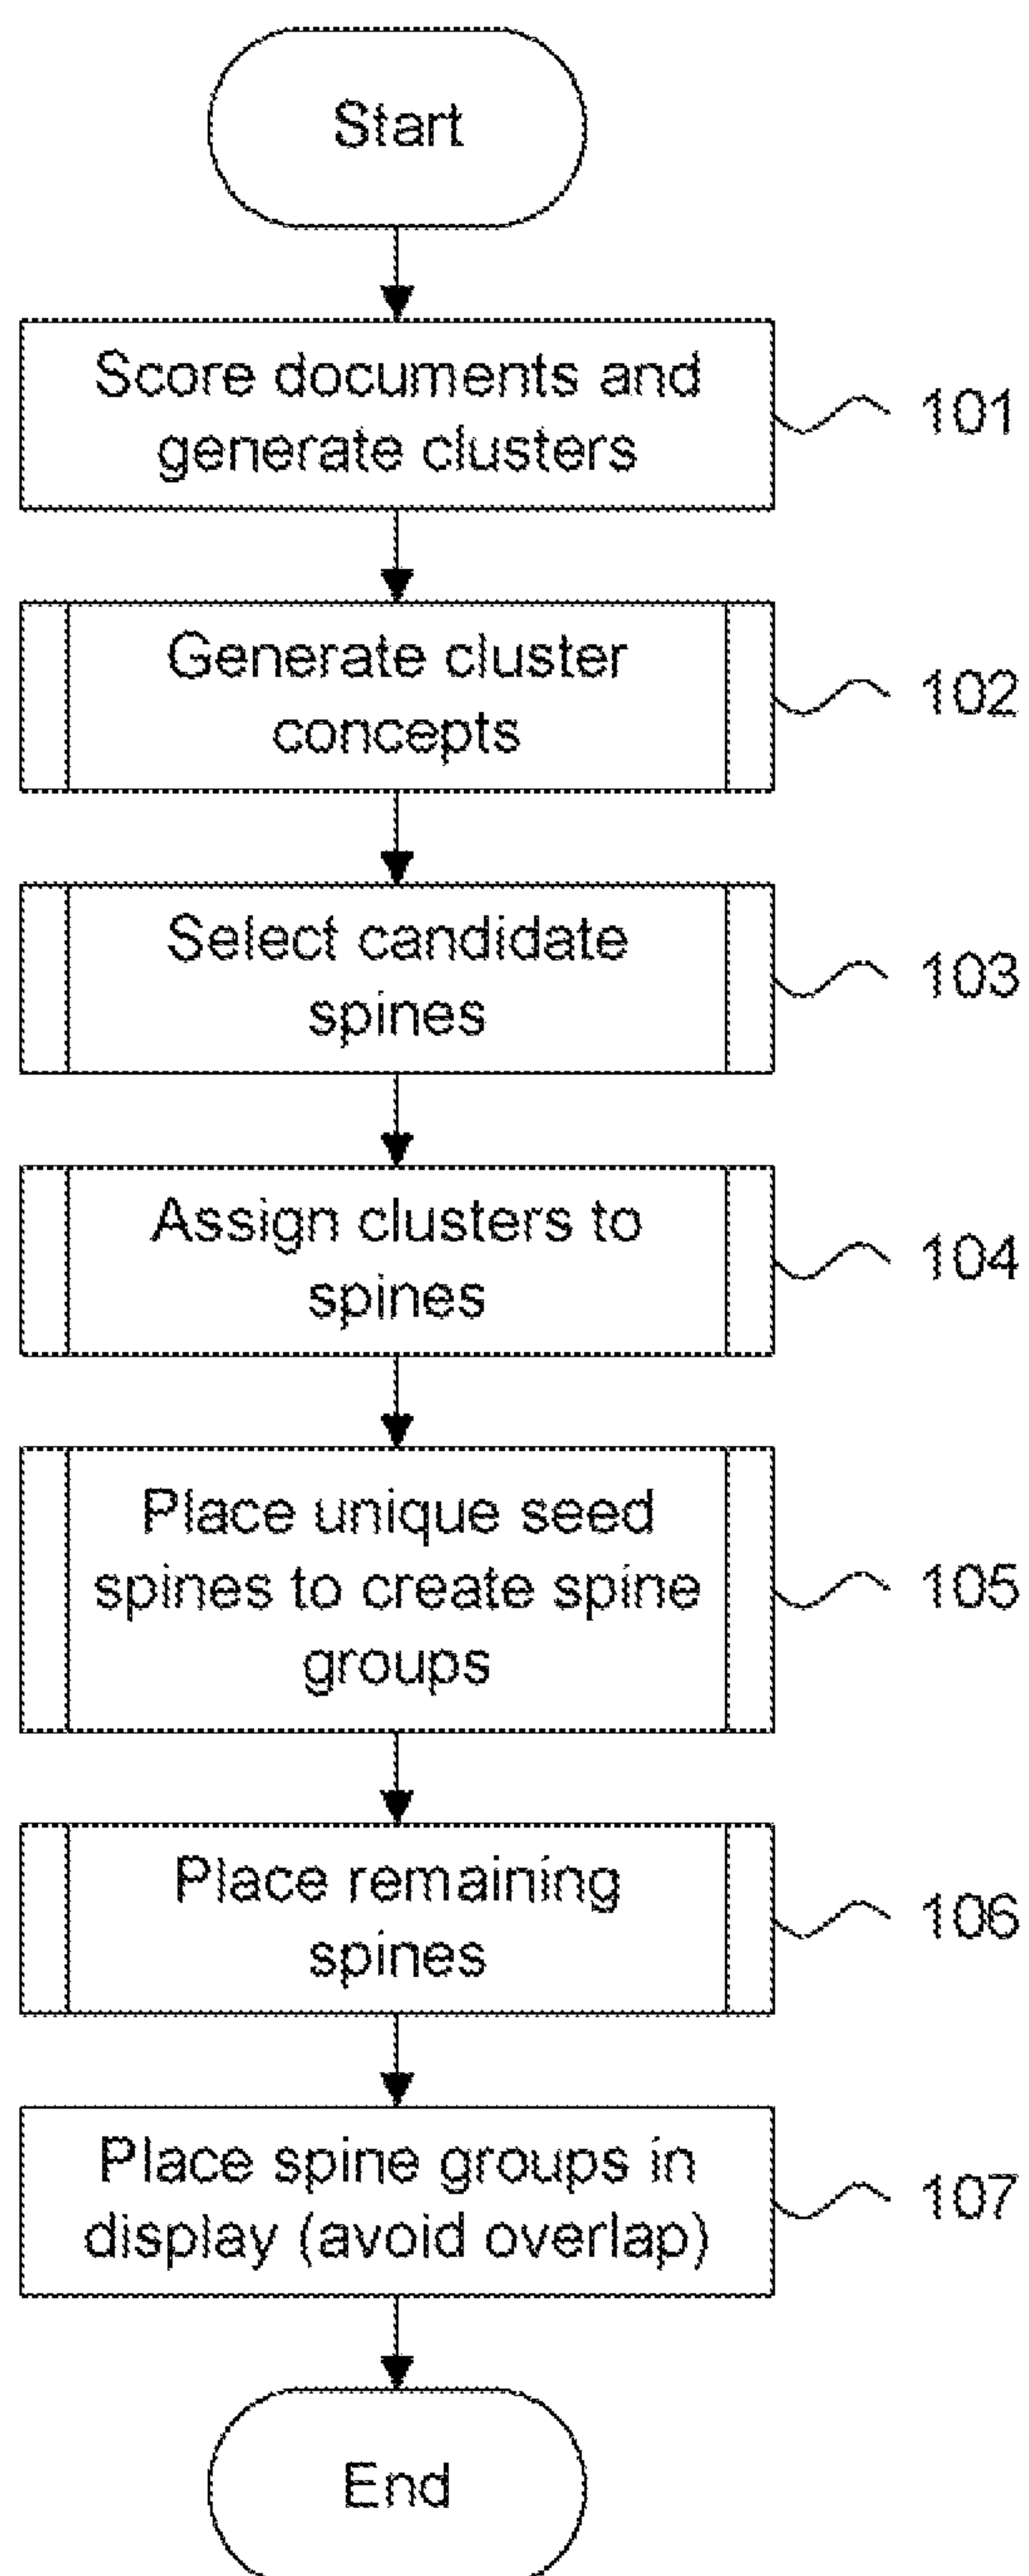 Start
Score documents and
generate clusters
101
Generate cluster
concepts
102
Select candidate
spines
103
Assign clusters to
spines
104
Place unique seed
spines to create spine
groups
105
Place remaining
spines
106
Place spine groups in
display (avoid overlap)
107
End